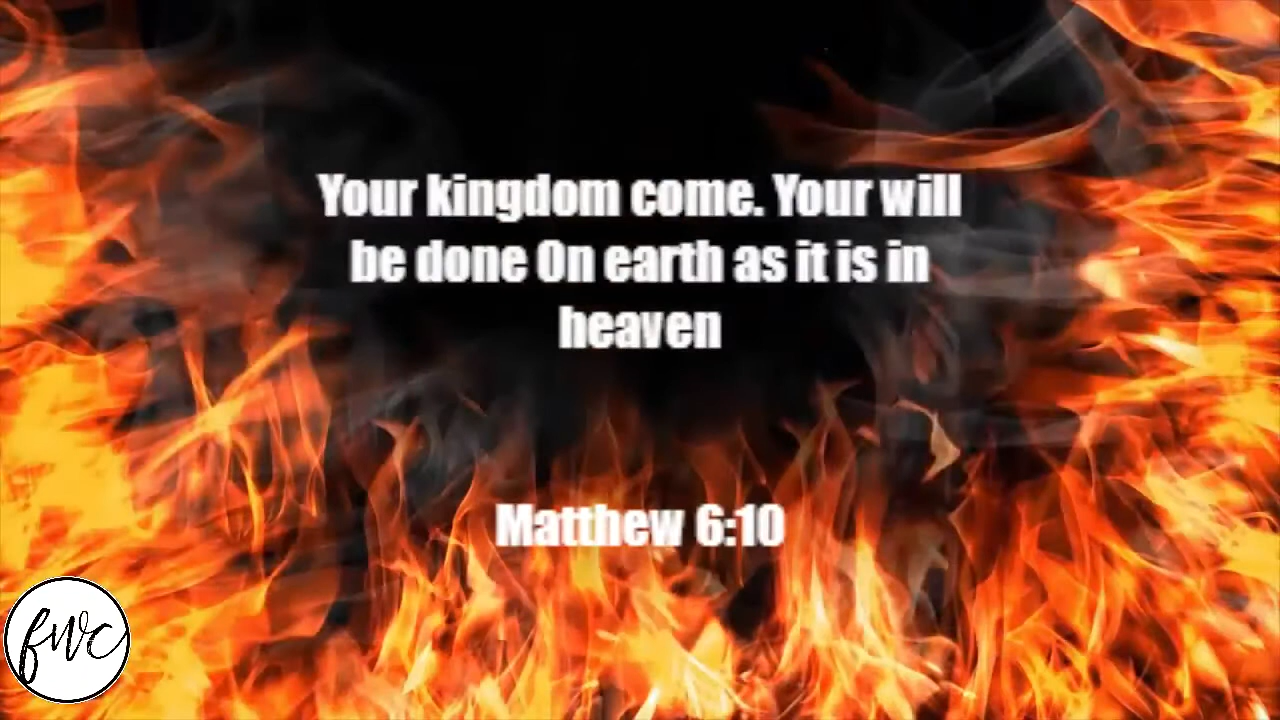 Your kingdom come. Your will
be done On earth as it is in
heaven
Matthew 6:10
fwc